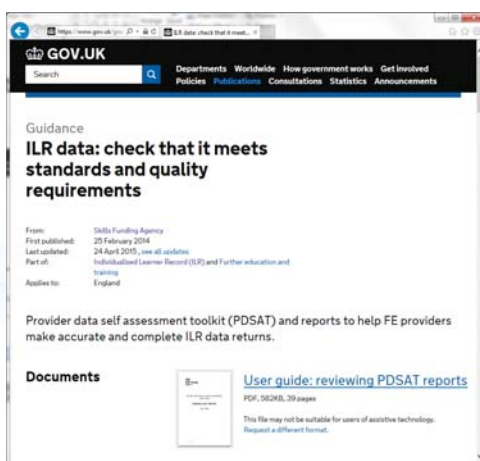 https://www.gov.uk/gov
ILR data: check that it meet...
GOV.UK
Search
Departments Worldwide How government works Get involved
Policies Publications Consultations Statistics Announcements
Guidance
ILR data: check that it meets
standards and quality
requirements
From: Skills Funding Agency
First published: 25 February 2014
Last updated: 24 April 2015, see all updates
Part of: Individualised Learner Record (ILR) and Further education and
training
Applies to: England
Provider data self assessment toolkit (PDSAT) and reports to help FE providers
make accurate and complete ILR data returns.
Documents
User guide: reviewing PDSAT reports
PDF, 582KB, 39 pages
This file may not be suitable for users of assistive technology.
Request a different format.